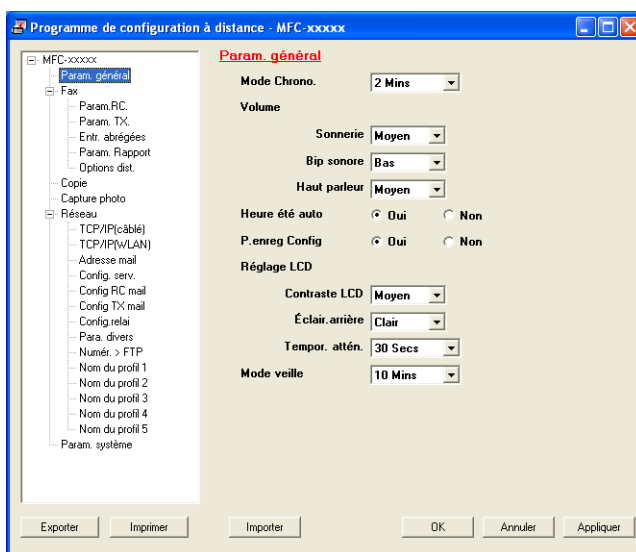 Programme de configuration à distance - MFC-xxxxx
MFC-xxxxx
Param. général
Fax
Param.RC.
Param. TX.
Entr. abrégées
Param. Rapport
Options dist.
Copie
Capture photo
Réseau
TCP/IP(câblé)
TCP/IP(WLAN)
Adresse mail
Config. serv.
Config RC mail
Config TX mail
Config.relai
Para. divers
Numér. > FTP
Nom du profil 1
Nom du profil 2
Nom du profil 3
Nom du profil 4
Nom du profil 5
Param. système
Param. général
Mode Chrono. 2 Mins
Volume
Sonnerie Moyen
Bip sonore Bas
Haut parleur Moyen
Heure été auto Oui Non
P.enreg Config Oui Non
Réglage LCD
Contraste LCD Moyen
Éclair.arrière Clair
Tempor. attén. 30 Secs
Mode veille 10 Mins
Exporter Imprimer Importer OK Annuler Appliquer